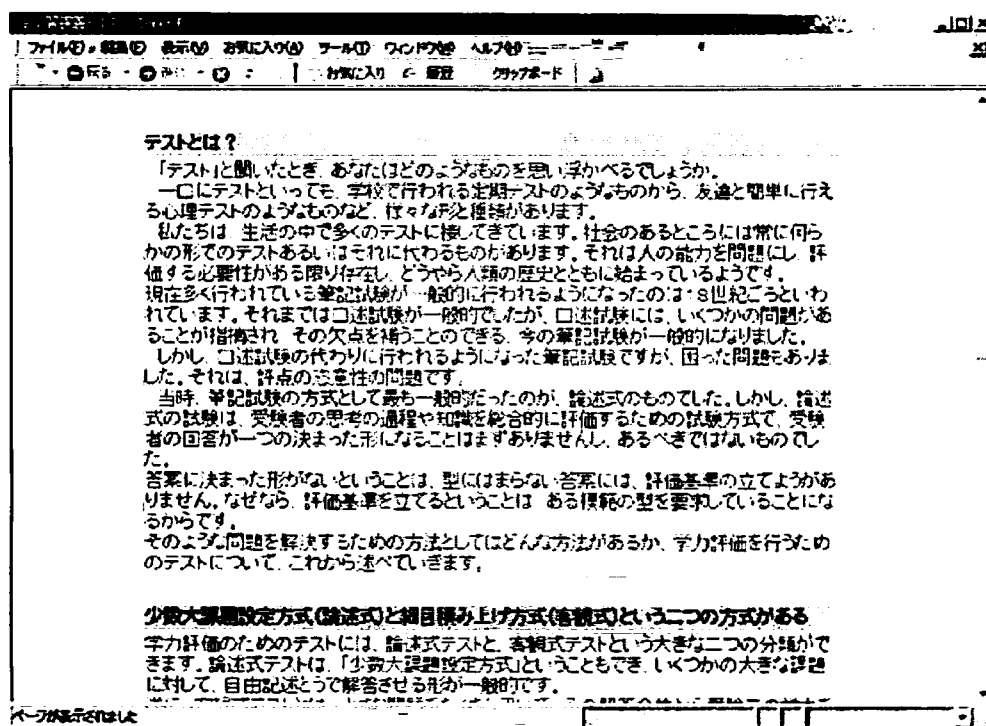 ファイル(F) 編集(E) 表示(V) お気に入り(A) ツール(T) ウィンドウ(W) ヘルプ(H)
戻る お気に入り 履歴 クリップボード
テストとは?
「テスト」と聞いたとき、あなたはどのようなものを思い浮かべるでしょうか。
一口にテストといっても、学校で行われる定期テストのようなものから、友達と簡単に行え
る心理テストのようなものなど、様々な形と種類があります。
私たちは、生活の中で多くのテストに接してきています。社会のあるところには常に何ら
かの形でのテストあるいはそれに代わるものがあります。それは人の能力を問題にし、評
価する必要性がある限り存在し、どうやら人類の歴史とともに始まっているようです。
現在多く行われている筆記試験が一般的に行われるようになったのは18世紀ごろといわ
れています。それまでは口述試験が一般的でしたが、口述試験には、いくつかの問題があ
ることが指摘され、その欠点を補うことのできる、今の筆記試験が一般的になりました。
しかし、口述試験の代わりに行われるようになった筆記試験ですが、困った問題もありま
した。それは、評点の恣意性の問題です。
当時、筆記試験の方式として最も一般的だったのが、論述式のものでした。しかし、論述
式の試験は、受験者の思考の過程や知識を総合的に評価するための試験方式で、受験
者の回答が一つの決まった形になることはまずありませんし、あるべきではないものでし
た。
答案に決まった形がないということは、型にはまらない答案には、評価基準の立てようがあ
りません。なぜなら、評価基準を立てるということは、ある模範の型を要求していることにな
るからです。
そのような問題を解決するための方法としてはどんな方法があるか、学力評価を行うため
のテストについて、これから述べていきます。
少数大課題設定方式(論述式)と細目積み上げ方式(客観式)という二つの方式がある
学力評価のためのテストには、論述式テストと、客観式テストという大きな二つの分類がで
きます。論述式テストは、「少数大課題設定方式」ということもでき、いくつかの大きな課題
に対して、自由記述とうで解答させる形が一般的です。
ページが表示されました